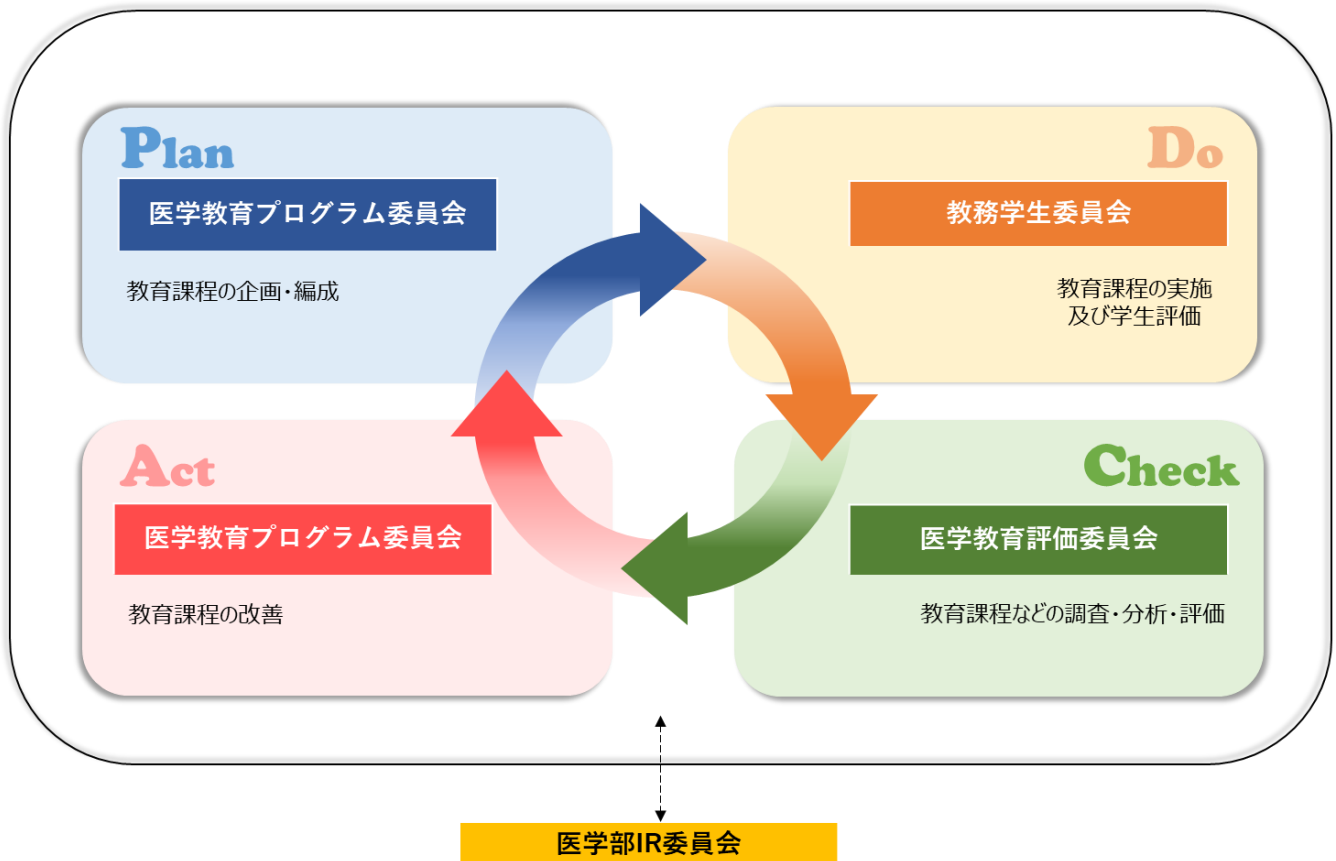 Plan
医学教育プログラム委員会
教育課程の企画・編成
Do
教務学生委員会
教育課程の実施
及び学生評価
Act
医学教育プログラム委員会
教育課程の改善
Check
医学教育評価委員会
教育課程などの調査・分析・評価
医学部IR委員会